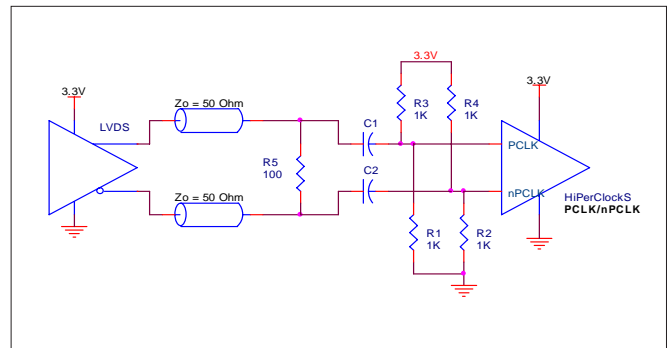 3.3V
3.3V
3.3V
Zo = 50 Ohm
LVDS
R3
1K
R4
1K
C1
PCLK
R5
100
C2
nPCLK
Zo = 50 Ohm
HiPerClockS
PCLK/nPCLK
R1
1K
R2
1K